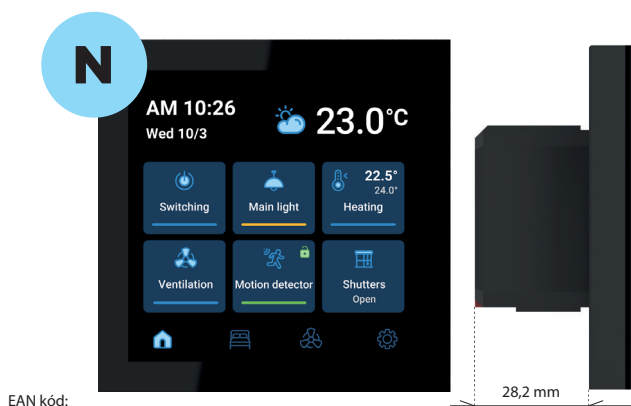 N
AM 10:26
Wed 10/3
23.0°C
Switching
Main light
22.5°
24.0°
Heating
Ventilation
Motion detector
Shutters
Open
28,2 mm
EAN kód: